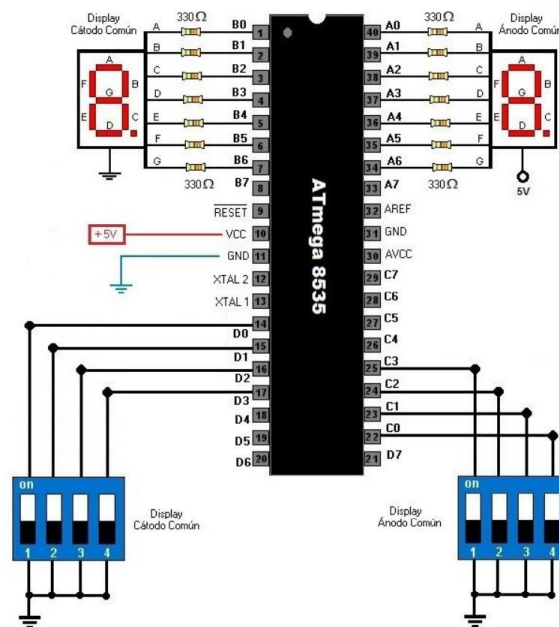 Display
Cátodo Común
330Ω
330Ω
Display
Ánodo Común
A
B
C
D
E
F
G
B0
B1
B2
B3
B4
B5
B6
B7
RESET
VCC
GND
XTAL 2
XTAL 1
D0
D1
D2
D3
D4
D5
D6
1
2
3
4
5
6
7
8
9
10
11
12
13
14
15
16
17
18
19
20
ATmega 8535
40
39
38
37
36
35
34
33
32
31
30
29
28
27
26
25
24
23
22
21
A0
A1
A2
A3
A4
A5
A6
A7
AREF
GND
AVCC
C7
C6
C5
C4
C3
C2
C1
C0
D7
A
B
C
D
E
F
G
A
F
B
G
E
C
D
A
F
B
G
E
C
D
330Ω
330Ω
5V
+5V
on
1 2 3 4
Display
Cátodo Común
Display
Ánodo Común
on
1 2 3 4